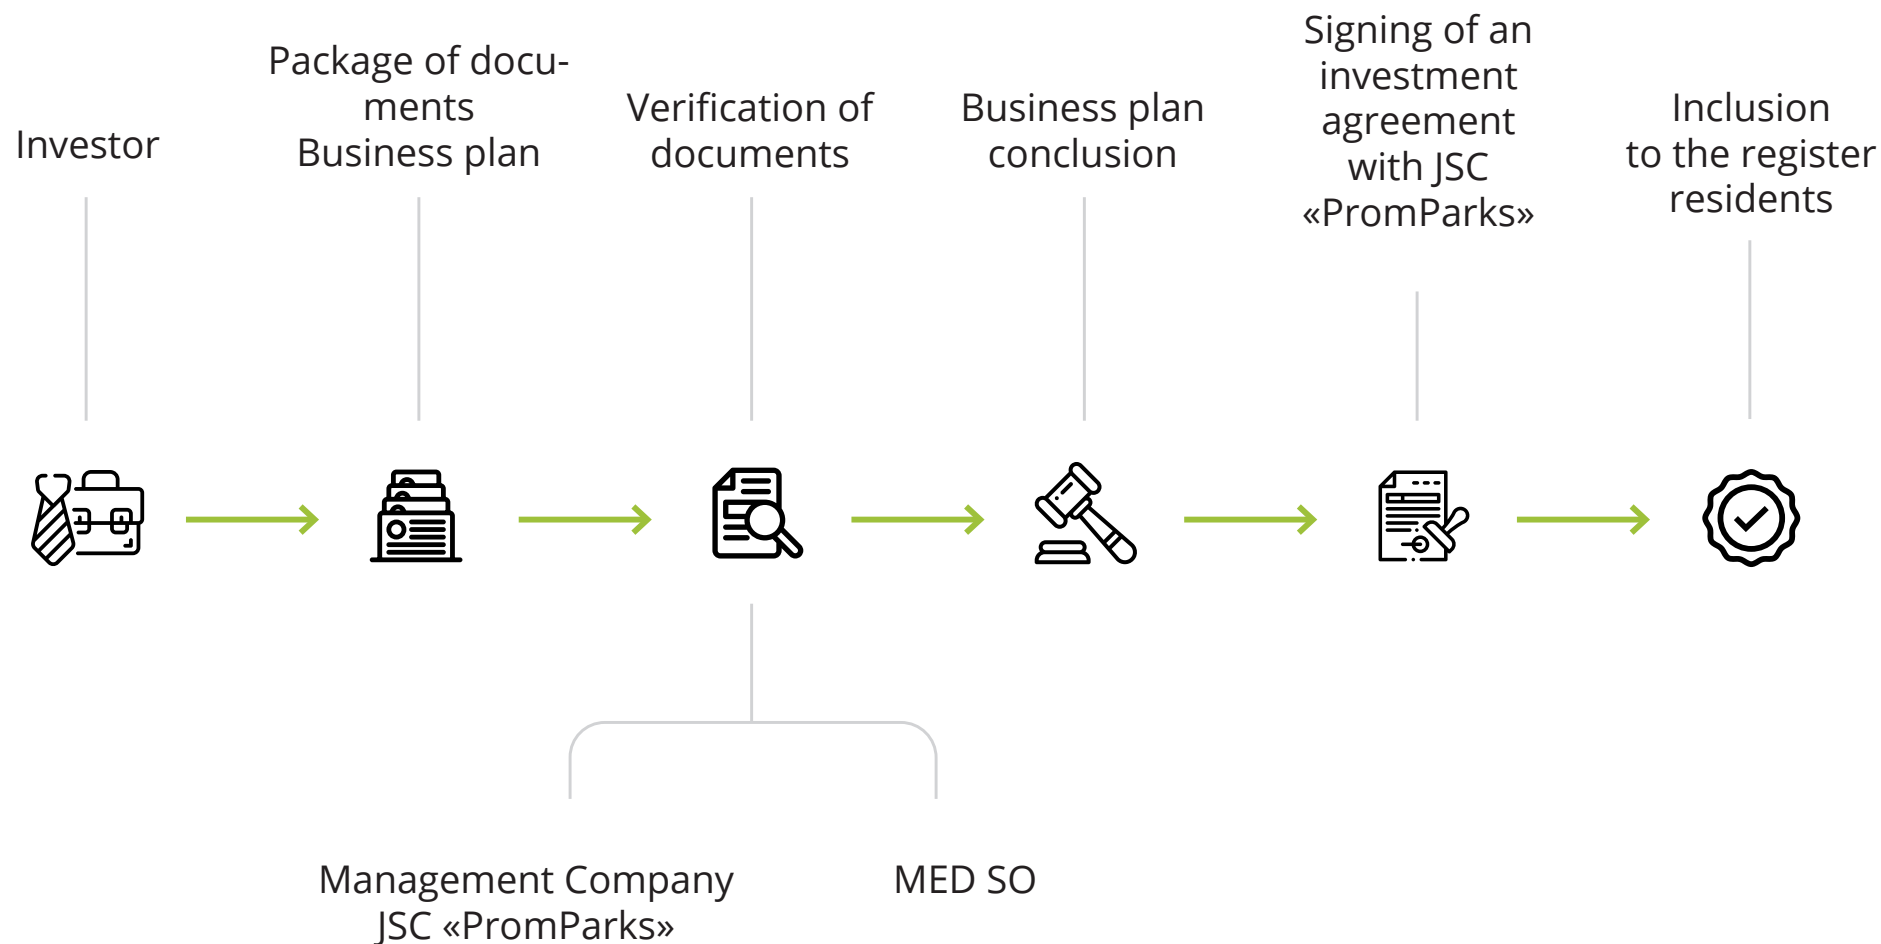 Investor
Package of docu-
ments
Business plan
Verification of
documents
Business plan
conclusion
Signing of an
investment
agreement
with JSC
«PromParks»
Inclusion
to the register
residents
Management Company
JSC «PromParks»
MED SO